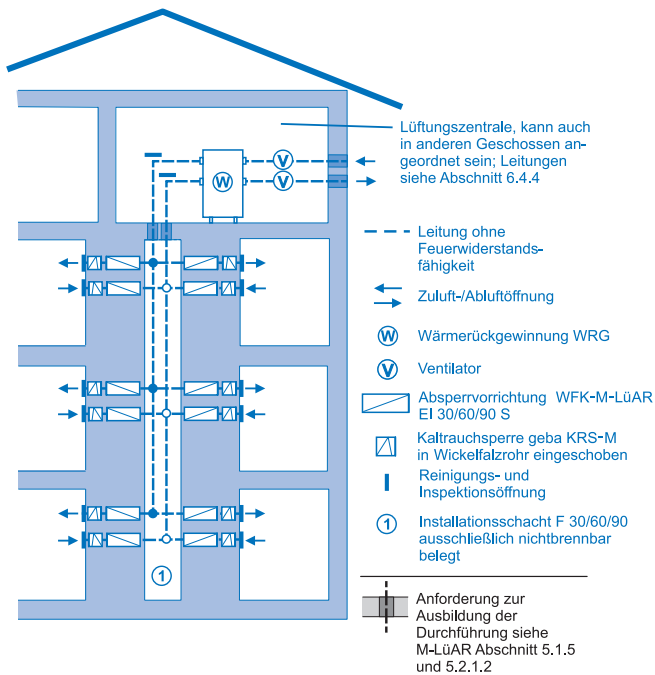 Lüftungszentrale, kann auch
in anderen Geschossen an-
geordnet sein; Leitungen
siehe Abschnitt 6.4.4
V
W
V
Leitung ohne
Feuerwiderstands-
fähigkeit
Zuluft-/Abluftöffnung
W Wärmerückgewinnung WRG
V Ventilator
Absperrvorrichtung WFK-M-LüAR
EI 30/60/90 S
Kaltrauchsperre geba KRS-M
in Wickelfalzrohr eingeschoben
Reinigungs- und
Inspektionsöffnung
1 Installationsschacht F 30/60/90
ausschließlich nichtbrennbar
belegt
1
Anforderung zur
Ausbildung der
Durchführung siehe
M-LüAR Abschnitt 5.1.5
und 5.2.1.2